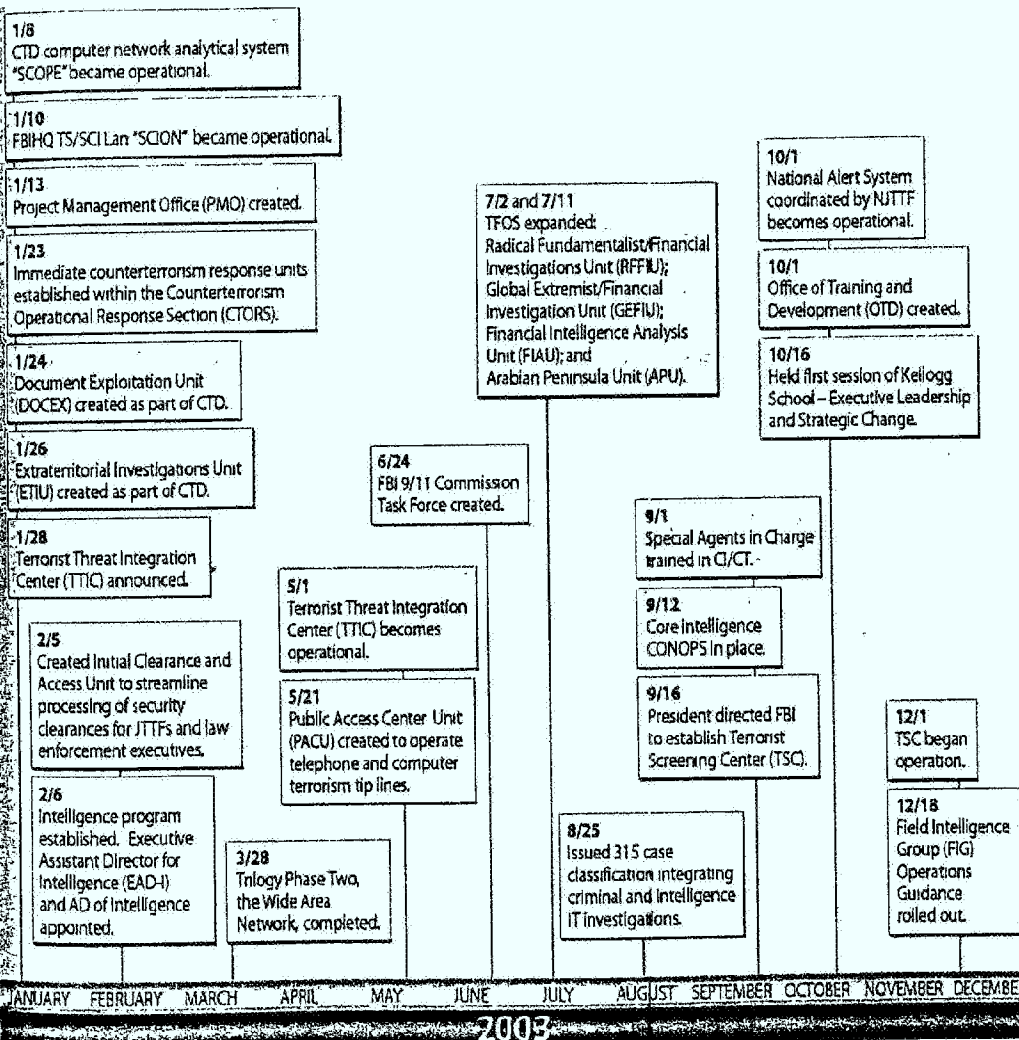 1/8
CTD computer network analytical system
"SCOPE" became operational.
1/10
FBIHQ TS/SCI Lan "SCION" became operational.
1/13
Project Management Office (PMO) created.
1/23
Immediate counterterrorism response units
established within the Counterterrorism
Operational Response Section (CTORS).
1/24
Document Exploitation Unit
(DOCEX) created as part of CTD.
1/26
Extraterritorial Investigations Unit
(ETIU) created as part of CTD.
1/28
Terrorist Threat Integration
Center (TTIC) announced.
2/5
Created Initial Clearance and
Access Unit to streamline
processing of security
clearances for JTTFs and law
enforcement executives.
2/6
Intelligence program
established. Executive
Assistant Director for
Intelligence (EAD-I)
and AD of Intelligence
appointed.
3/28
Trilogy Phase Two,
the Wide Area
Network, completed.
5/1
Terrorist Threat Integration
Center (TTIC) becomes
operational.
5/21
Public Access Center Unit
(PACU) created to operate
telephone and computer
terrorism tip lines.
6/24
FBI 9/11 Commission
Task Force created.
7/2 and 7/11
TFOS expanded:
Radical Fundamentalist/Financial
Investigations Unit (RFFIU);
Global Extremist/Financial
Investigation Unit (GEFIU);
Financial Intelligence Analysis
Unit (FIAU); and
Arabian Peninsula Unit (APU).
8/25
Issued 315 case
classification integrating
criminal and intelligence
IT investigations.
9/1
Special Agents in Charge
trained in CI/CT.
9/12
Core intelligence
CONOPS in place.
9/16
President directed FBI
to establish Terrorist
Screening Center (TSC).
10/1
National Alert System
coordinated by NJTTF
becomes operational.
10/1
Office of Training and
Development (OTD) created.
10/16
Held first session of Kellogg
School – Executive Leadership
and Strategic Change.
12/1
TSC began
operation.
12/18
Field Intelligence
Group (FIG)
Operations
Guidance
rolled out.
JANUARY FEBRUARY MARCH APRIL MAY JUNE JULY AUGUST SEPTEMBER OCTOBER NOVEMBER DECEMBE
2003